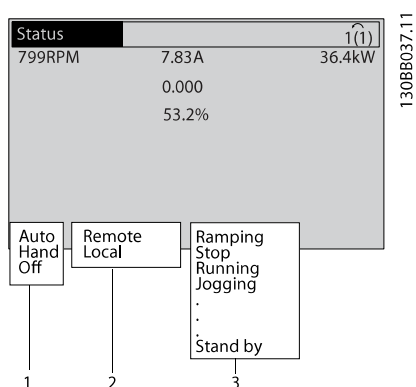 Status
1(1)
799RPM 7.83A 36.4kW
0.000
53.2%
Auto
Hand
Off
Remote
Local
Ramping
Stop
Running
Jogging
.
.
.
Stand by
1 2 3
130BB037.11